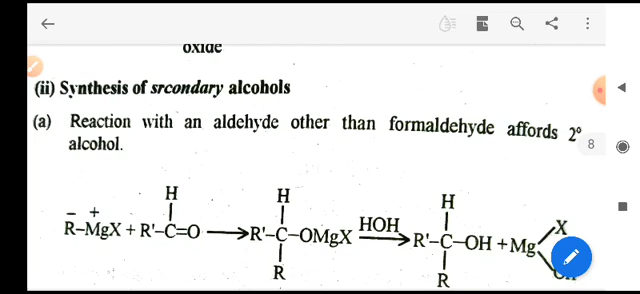 oxide
(ii) Synthesis of srcondary alcohols
(a) Reaction with an aldehyde other than formaldehyde affords 2°
alcohol.
8
H H H
− +
R–MgX + R'–C=O ⟶ R'–C–OMgX HOH⟶ R'–C–OH + Mg X
R R